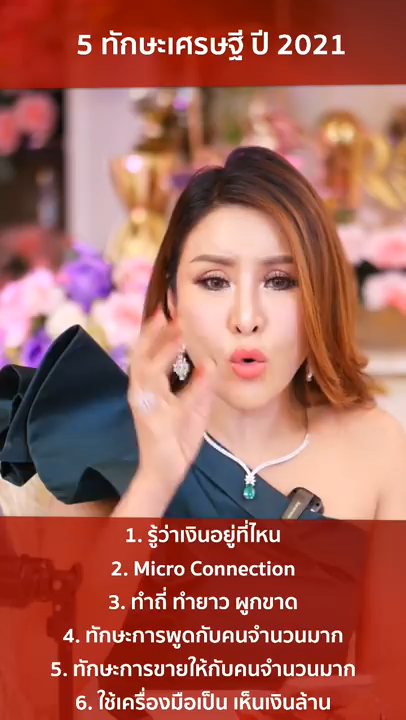 5 ทักษะเศรษฐี ปี 2021
1. รู้ว่าเงินอยู่ที่ไหน
2. Micro Connection
3. ทำถี่ ทำยาว ผูกขาด
4. ทักษะการพูดกับคนจำนวนมาก
5. ทักษะการขายให้กับคนจำนวนมาก
6. ใช้เครื่องมือเป็น เห็นเงินล้าน